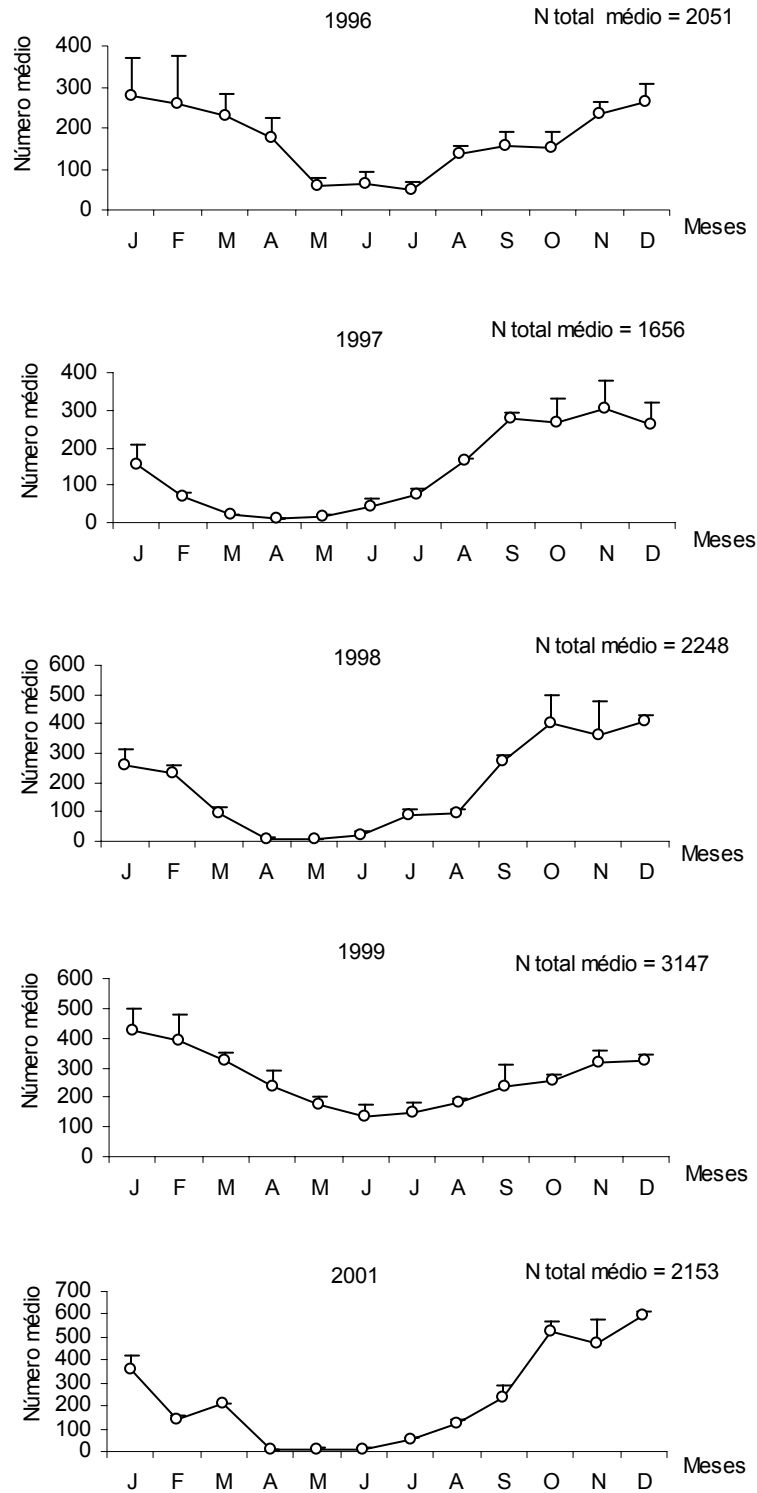 1996
N total médio = 2051
Número médio
400
300
200
100
0
J F M A M J J A S O N D
Meses
1997
N total médio = 1656
Número médio
400
300
200
100
0
J F M A M J J A S O N D
Meses
1998
N total médio = 2248
Número médio
600
500
400
300
200
100
0
J F M A M J J A S O N D
Meses
1999
N total médio = 3147
Número médio
600
500
400
300
200
100
0
J F M A M J J A S O N D
Meses
2001
N total médio = 2153
Número médio
700
600
500
400
300
200
100
0
J F M A M J J A S O N D
Meses